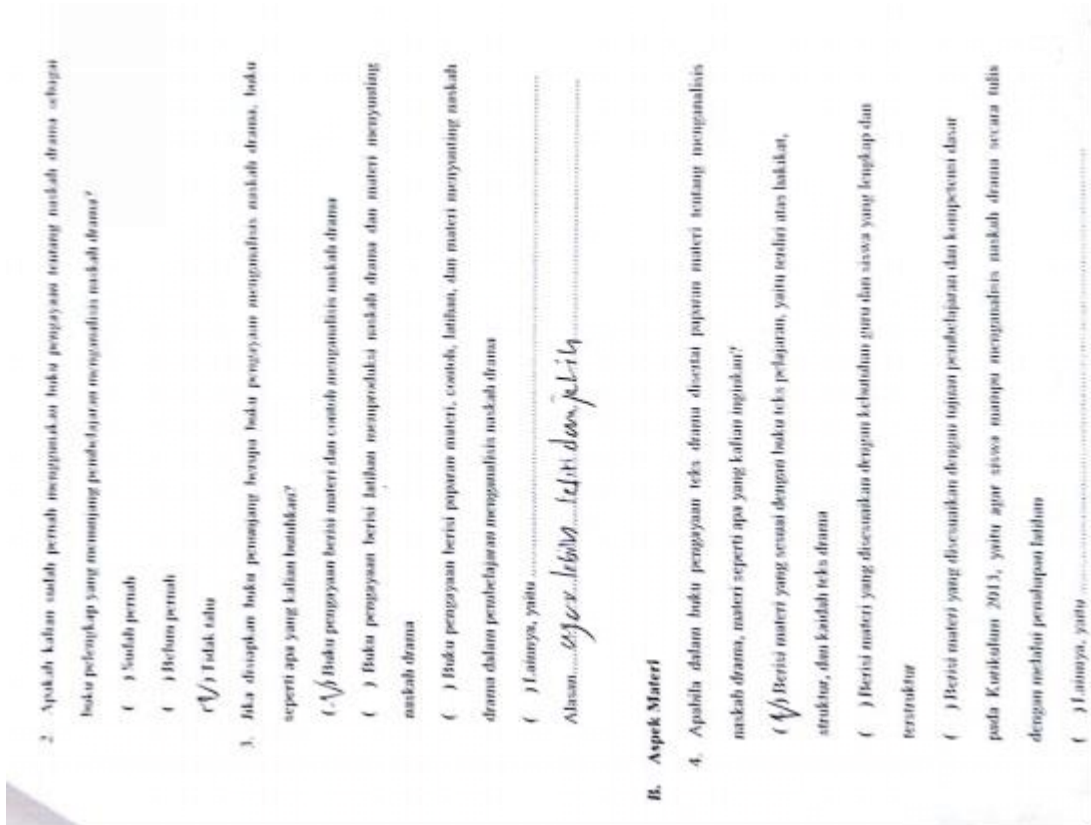 2. Apakah kalian sudah pernah menggunakan buku pengayaan tentang naskah drama sebagai
buku pelengkap yang menunjang pembelajaran menganalisis naskah drama?
( ) Sudah pernah
( ) Belum pernah
(√) Tidak tahu
3. Jika disiapkan buku penunjang berupa buku pengayaan menganalisis naskah drama, buku
seperti apa yang kalian butuhkan?
(√) Buku pengayaan berisi materi dan contoh menganalisis naskah drama
( ) Buku pengayaan berisi latihan memproduksi naskah drama dan materi menyunting
naskah drama
( ) Buku pengayaan berisi paparan materi, contoh, latihan, dan materi menyunting naskah
drama dalam pembelajaran menganalisis naskah drama
( ) Lainnya, yaitu ................................
Alasan.....agar lebih teliti dan jelih
B. Aspek Materi
4. Apabila dalam buku pengayaan teks drama disertai paparan materi tentang menganalisis
naskah drama, materi seperti apa yang kalian inginkan?
(√) Berisi materi yang sesuai dengan buku teks pelajaran, yaitu terdiri atas hakikat,
struktur, dan kaidah teks drama
( ) Berisi materi yang disesuaikan dengan kebutuhan guru dan siswa yang lengkap dan
terstruktur
( ) Berisi materi yang disesuaikan dengan tujuan pembelajaran dan kompetensi dasar
pada Kurikulum 2013, yaitu agar siswa mampu menganalisis naskah drama secara tulis
dengan melalui penahapan latihan
( ) Lainnya, yaitu ................................